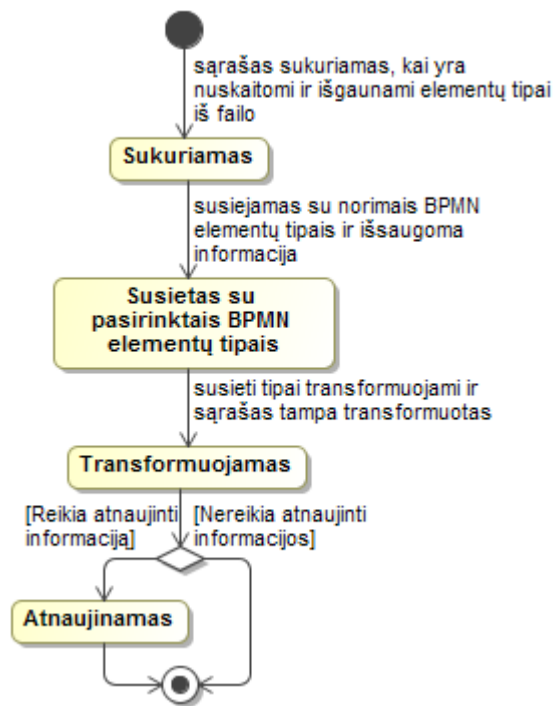 sąrašas sukuriamas, kai yra
nuskaitomi ir išgaunami elementų tipai
iš failo
Sukuriamas
susiejamas su norimais BPMN
elementų tipais ir išsaugoma
informacija
Susietas su
pasirinktais BPMN
elementų tipais
susieti tipai transformuojami ir
sąrašas tampa transformuotas
Transformuojamas
[Reikia atnaujinti
informaciją]
[Nereikia atnaujinti
informacijos]
Atnaujinamas